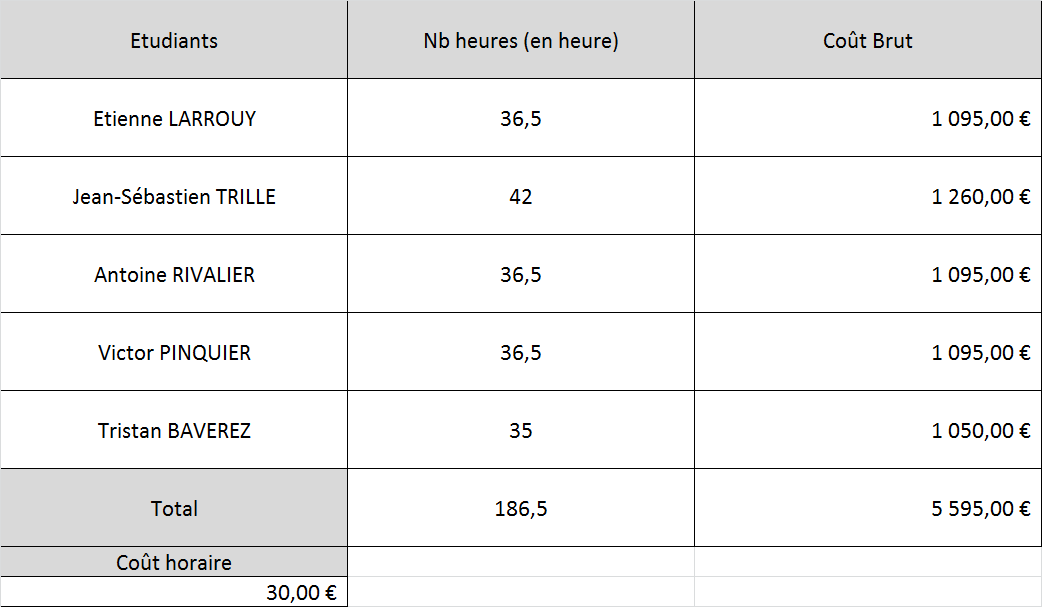 Etudiants Nb heures (en heure) Coût Brut
Etienne LARROUY 36,5 1 095,00 €
Jean-Sébastien TRILLE 42 1 260,00 €
Antoine RIVALIER 36,5 1 095,00 €
Victor PINQUIER 36,5 1 095,00 €
Tristan BAVEREZ 35 1 050,00 €
Total 186,5 5 595,00 €
Coût horaire
30,00 €